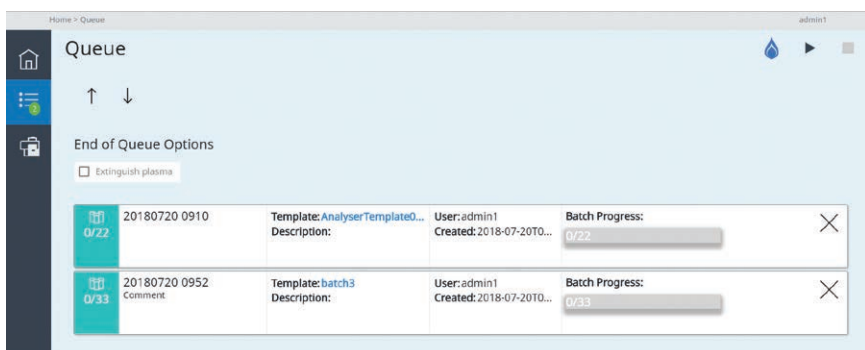 Home > Queue admin1
Queue
2
End of Queue Options
Extinguish plasma
20180720 0910 Template:AnalyserTemplate0... User:admin1 Batch Progress:
0/22 Description: Created:2018-07-20T0... 0/22
20180720 0952 Template:batch3 User:admin1 Batch Progress:
0/33 Comment Description: Created:2018-07-20T0... 0/33